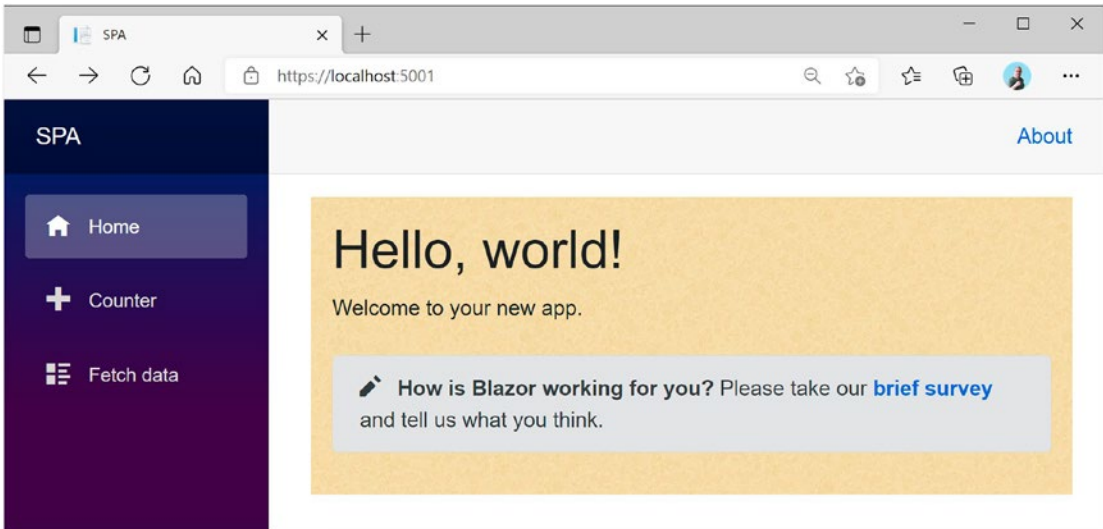 SPA
https://localhost:5001
SPA
About
Home
Counter
Fetch data
Hello, world!
Welcome to your new app.
How is Blazor working for you? Please take our brief survey
and tell us what you think.